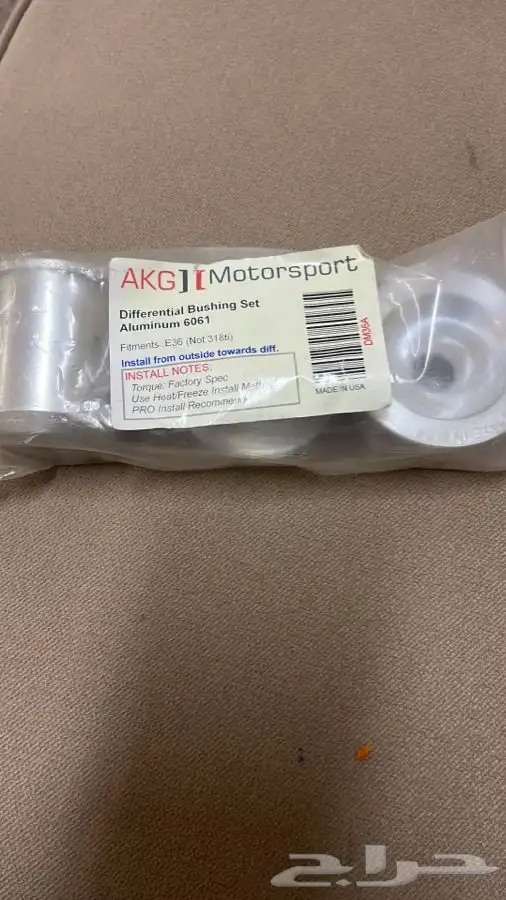 AKG][Motorsport
Differential Bushing Set
Aluminum 6061
Fitments: E36 (Not 318ti)
Install from outside towards diff.
INSTALL NOTES:
Torque: Factory Spec
Use Heat/Freeze Install
PRO Install
DM36A
MADE IN USA
حراج